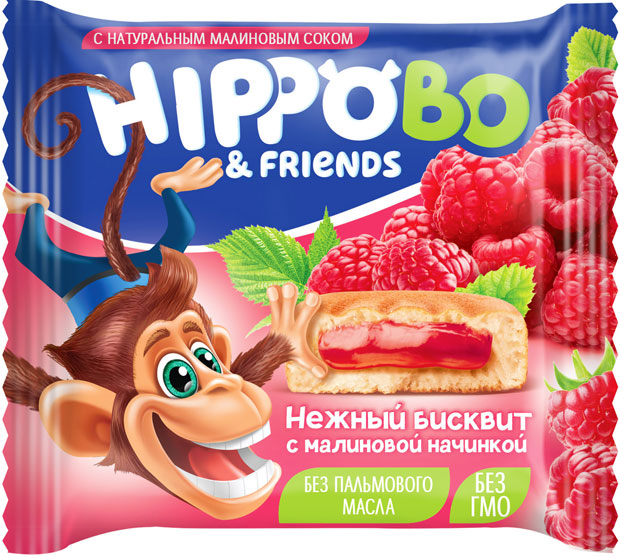 С НАТУРАЛЬНЫМ МАЛИНОВЫМ СОКОМ
HIPPOBO
& FRIENDS
Нежный бисквит
с малиновой начинкой
БЕЗ ПАЛЬМОВОГО
МАСЛА
БЕЗ
ГМО